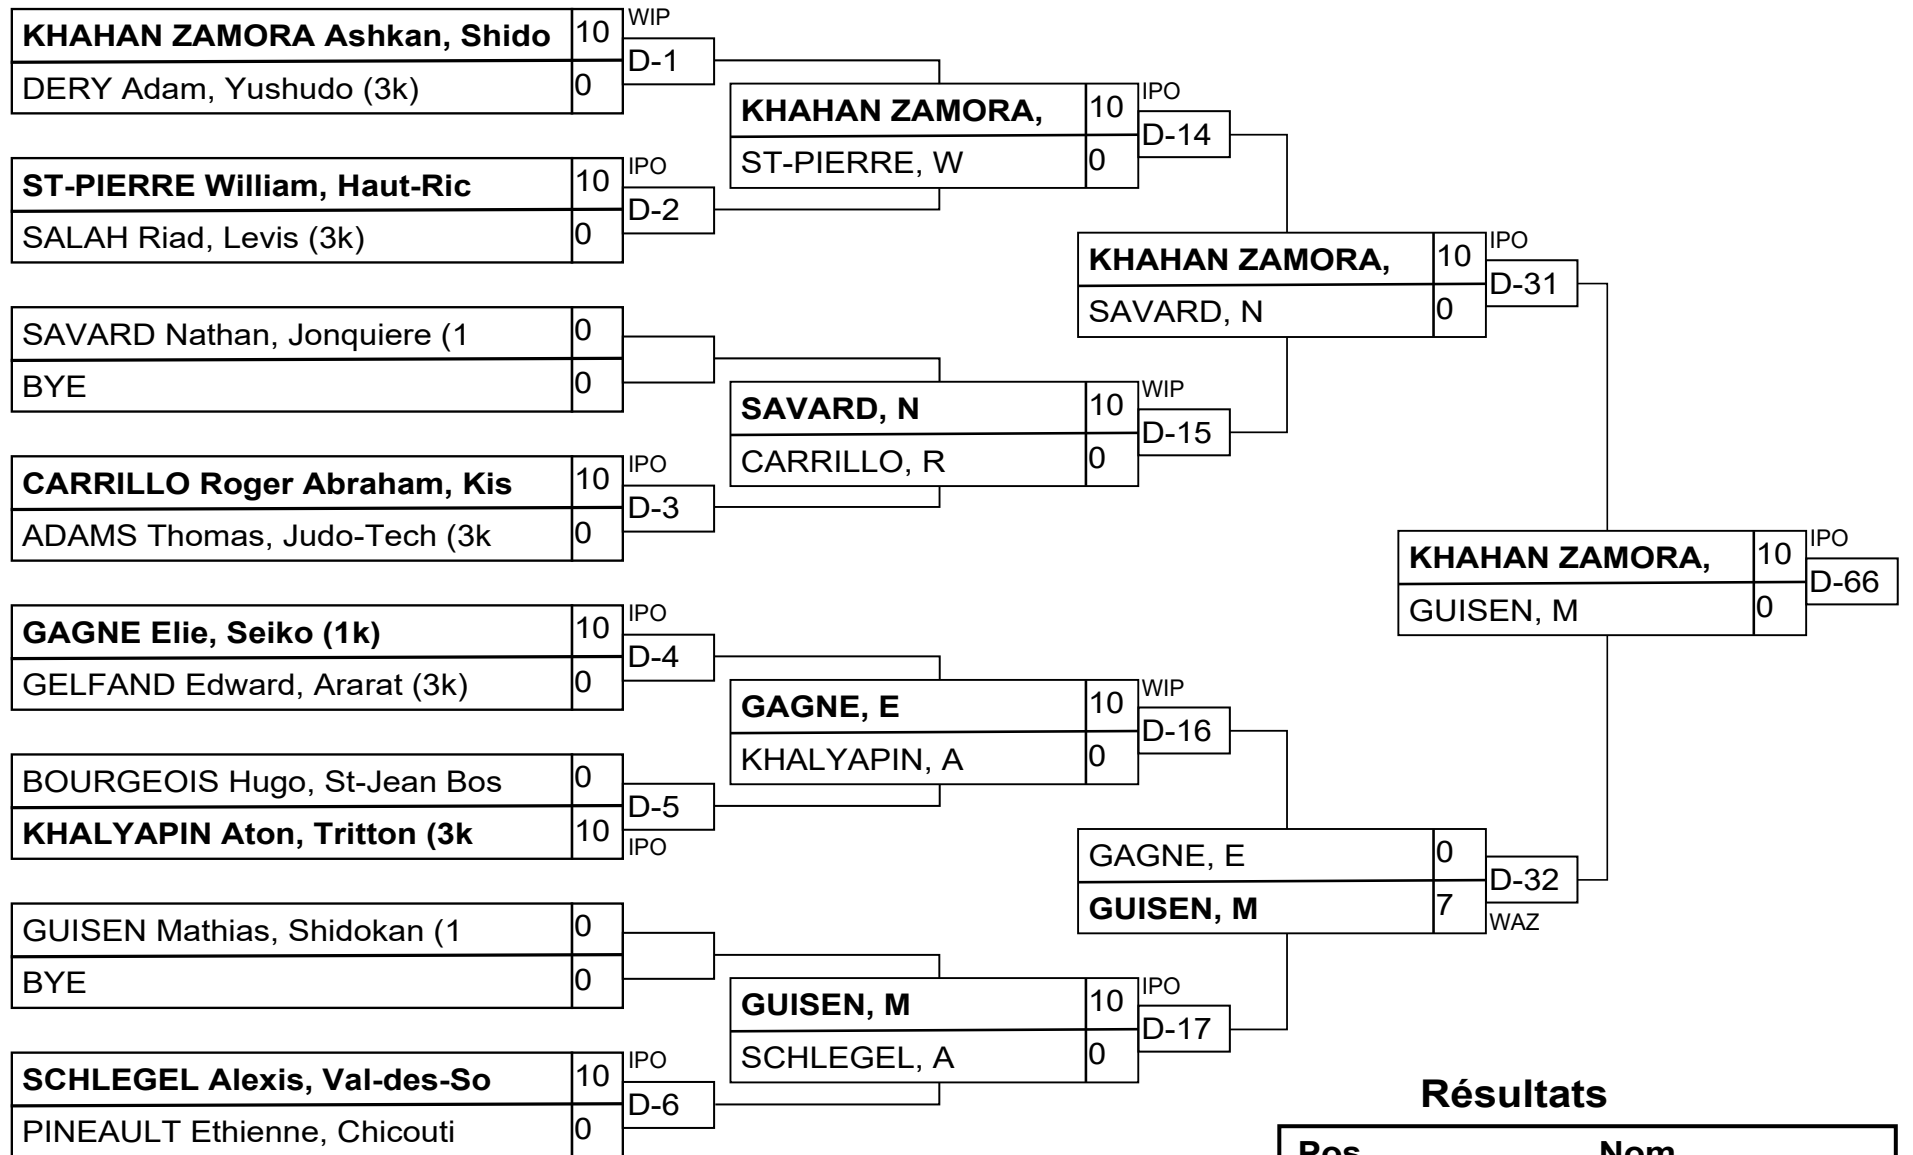 KHAHAN ZAMORA Ashkan, Shido 10 WIP
D-1
DERY Adam, Yushudo (3k) 0
ST-PIERRE William, Haut-Ric 10 IPO
D-2
SALAH Riad, Levis (3k) 0
SAVARD Nathan, Jonquiere (1 0
BYE 0
CARRILLO Roger Abraham, Kis 10 IPO
D-3
ADAMS Thomas, Judo-Tech (3k 0
GAGNE Elie, Seiko (1k) 10 IPO
D-4
GELFAND Edward, Ararat (3k) 0
BOURGEOIS Hugo, St-Jean Bos 0
D-5
KHALYAPIN Aton, Tritton (3k 10 IPO
GUISEN Mathias, Shidokan (1 0
BYE 0
SCHLEGEL Alexis, Val-des-So 10 IPO
D-6
PINEAULT Ethienne, Chicouti 0
KHAHAN ZAMORA, 10 IPO
D-14
ST-PIERRE, W 0
SAVARD, N 10 WIP
D-15
CARRILLO, R 0
GAGNE, E 10 WIP
D-16
KHALYAPIN, A 0
GUISEN, M 10 IPO
D-17
SCHLEGEL, A 0
KHAHAN ZAMORA, 10 IPO
D-31
SAVARD, N 0
GAGNE, E 0
D-32
GUISEN, M 7 WAZ
KHAHAN ZAMORA, 10 IPO
D-66
GUISEN, M 0
Résultats
Pos Nom